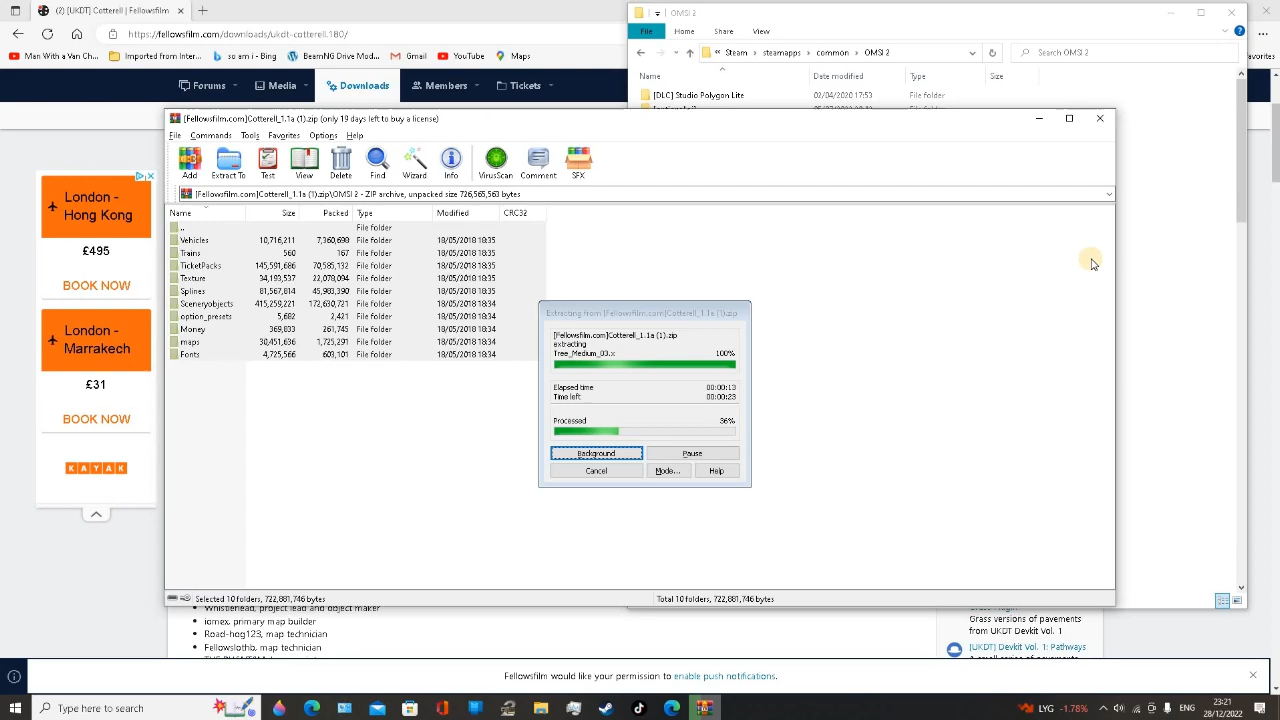 (2) [UKDT] Cotterell | Fellowsfilm
https://fellowsfilm.com/downloads/ukdt-cotterell.180/
Man With A Van Ch...
Imported from Inter...
so am i - Bing
BeamNG Drive Mod...
Gmail
YouTube
Maps
Favorites
Forums
Media
Downloads
Members
Tickets
OMSI 2
File
Home
Share
View
Steam
steamapps
common
OMSI 2
Search OMSI 2
Name
Date modified
Type
Size
[DLC] Studio Polygon Lite
02/04/2020 17:53
File folder
[Fellowsfilm.com]Cotterell_1.1a (1).zip (only 19 days left to buy a license)
File
Commands
Tools
Favorites
Options
Help
Add
Extract To
Test
View
Delete
Find
Wizard
Info
VirusScan
Comment
SFX
[Fellowsfilm.com]Cotterell_1.1a (1).zip\OMSI 2 - ZIP archive, unpacked size 726,565,563 bytes
Name Size Packed Type Modified CRC32
.. File folder
Vehicles 10,716,211 7,360,690 File folder 18/05/2018 18:35
Trains 560 167 File folder 18/05/2018 18:35
TicketPacks 145,591,686 70,585,132 File folder 18/05/2018 18:35
Texture 34,193,537 22,078,094 File folder 18/05/2018 18:35
Splines 81,567,814 45,983,390 File folder 18/05/2018 18:35
Sceneryobjects 415,259,221 172,630,721 File folder 18/05/2018 18:34
option_presets 5,682 2,421 File folder 18/05/2018 18:34
Money 369,833 261,745 File folder 18/05/2018 18:34
maps 30,451,636 1,725,291 File folder 18/05/2018 18:34
Fonts 4,725,566 603,101 File folder 18/05/2018 18:34
Extracting from [Fellowsfilm.com]Cotterell_1.1a (1).zip
[Fellowsfilm.com]Cotterell_1.1a (1).zip
extracting
Tree_Medium_03.x 100%
Elapsed time 00:00:13
Time left 00:00:23
Processed 36%
Background
Pause
Cancel
Mode...
Help
London -
Hong Kong
£495
BOOK NOW
London -
Marrakech
£31
BOOK NOW
KAYAK
Selected 10 folders, 722,881,746 bytes
Total 10 folders, 722,881,746 bytes
Whistlehead, project lead and object maker
iomex, primary map builder
Road-hog123, map technician
Fellowslothb, map technician
Grass versions of pavements
from UKDT Devkit Vol. 1
[UKDT] Devkit Vol. 1: Pathways
Fellowsfilm would like your permission to enable push notifications.
Type here to search
LYG -1.78%
23:21
28/12/2022